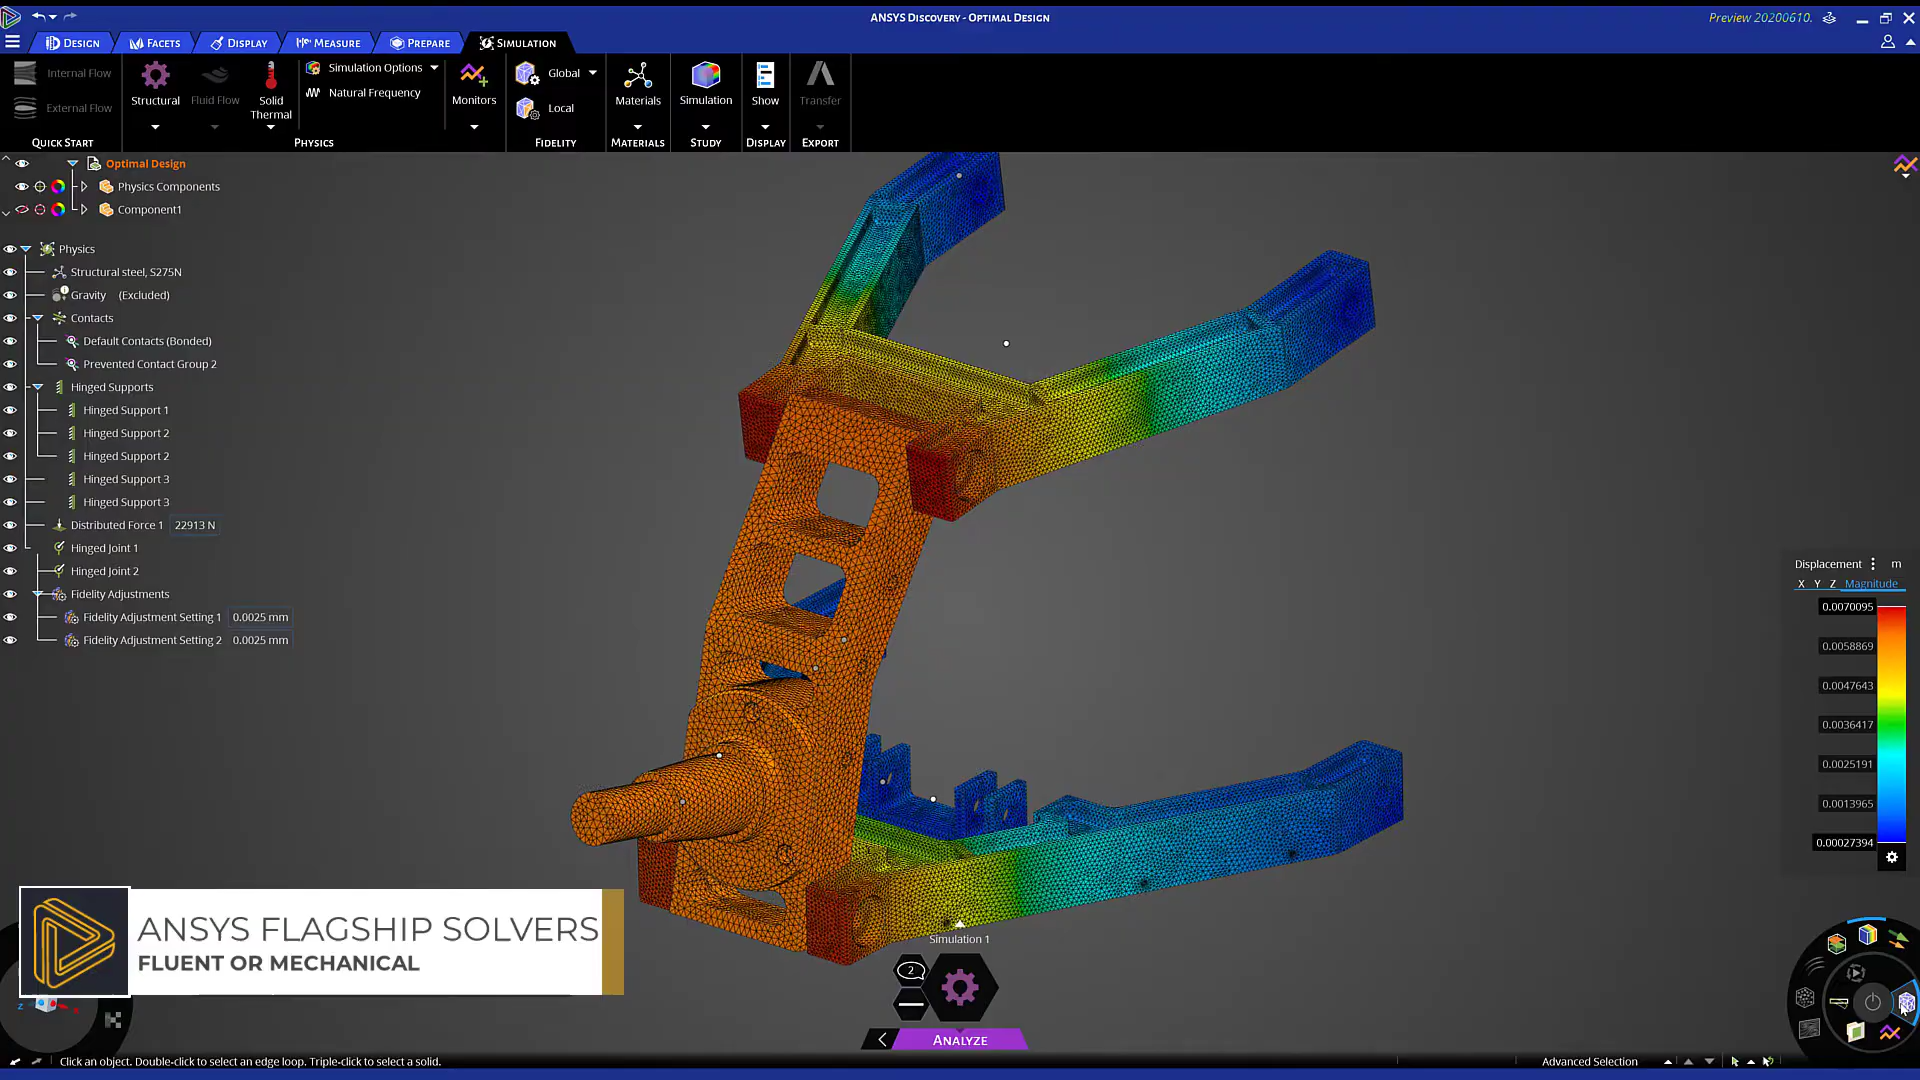 ANSYS Discovery - Optimal Design
Preview 20200610.
DESIGN
FACETS
DISPLAY
MEASURE
PREPARE
SIMULATION
Internal Flow
External Flow
QUICK START
Structural
Fluid Flow
Solid
Thermal
Simulation Options
Natural Frequency
PHYSICS
Monitors
Global
Local
FIDELITY
Materials
MATERIALS
Simulation
STUDY
Show
DISPLAY
Transfer
EXPORT
Optimal Design
Physics Components
Component1
Physics
Structural steel, S275N
Gravity (Excluded)
Contacts
Default Contacts (Bonded)
Prevented Contact Group 2
Hinged Supports
Hinged Support 1
Hinged Support 2
Hinged Support 2
Hinged Support 3
Hinged Support 3
Distributed Force 1 22913 N
Hinged Joint 1
Hinged Joint 2
Fidelity Adjustments
Fidelity Adjustment Setting 1 0.0025 mm
Fidelity Adjustment Setting 2 0.0025 mm
Displacement m
X Y Z Magnitude
0.0070095
0.0058869
0.0047643
0.0036417
0.0025191
0.0013965
0.00027394
ANSYS FLAGSHIP SOLVERS
FLUENT OR MECHANICAL
Z
X
Simulation 1
2
ANALYZE
Click an object. Double-click to select an edge loop. Triple-click to select a solid.
Advanced Selection